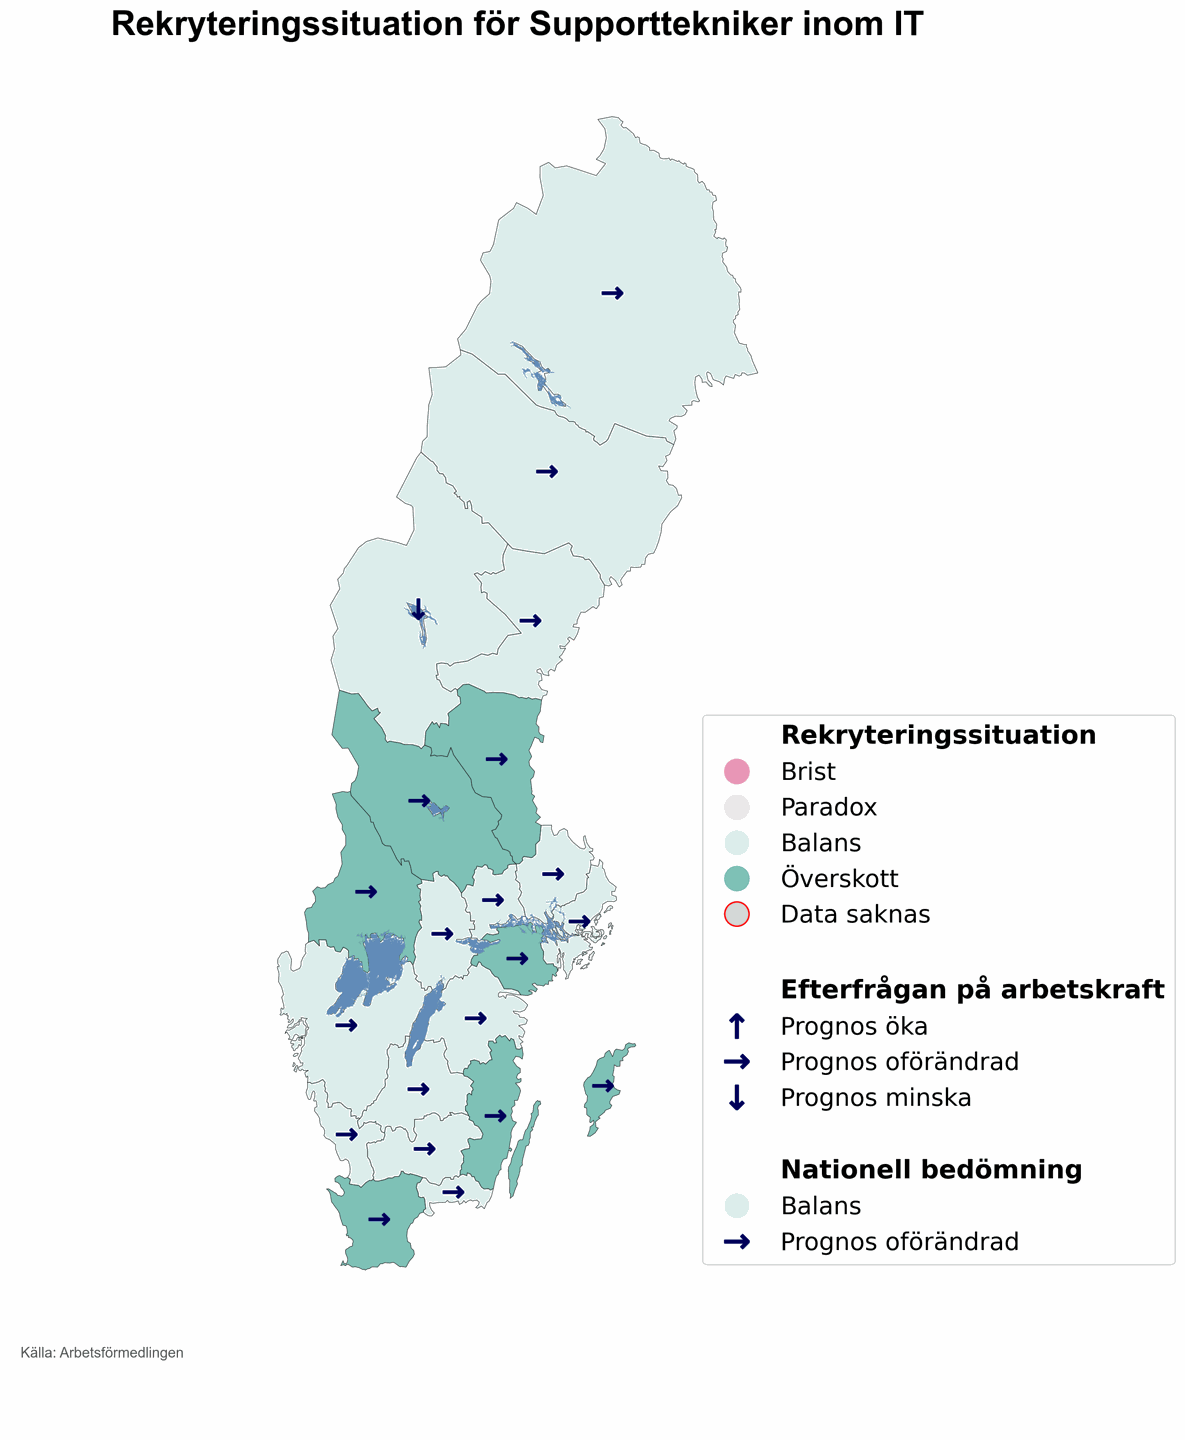 Rekryteringssituation för Supporttekniker inom IT
Rekryteringssituation
Brist
Paradox
Balans
Överskott
Data saknas
Efterfrågan på arbetskraft
Prognos öka
Prognos oförändrad
Prognos minska
Nationell bedömning
Balans
Prognos oförändrad
Källa: Arbetsförmedlingen